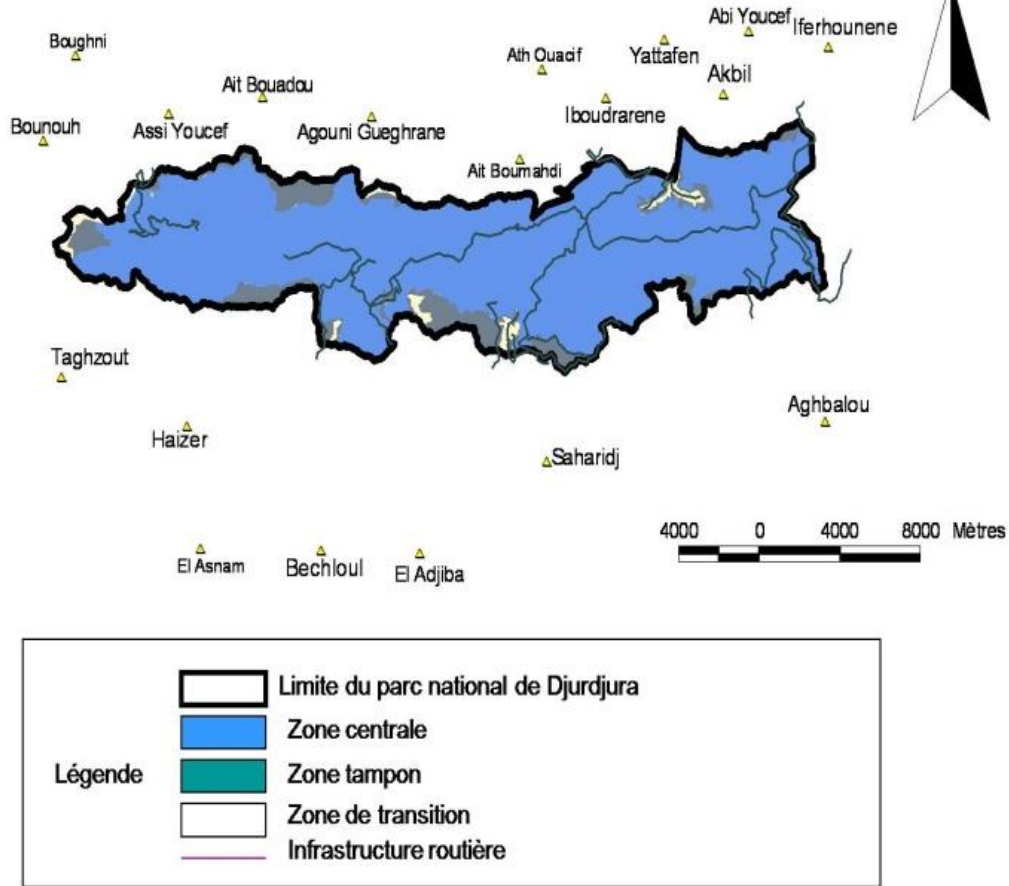 Abi Youcef
Iferhounene
Boughni
Yattafen
Ath Ouacif
Akbil
Ait Bouadou
Iboudrarene
Bounouh
Assi Youcef
Agouni Gueghrane
Ait Boumahdi
Taghzout
Aghbalou
Haizer
Saharidj
4000 0 4000 8000 Mètres
El Asnam
Bechloul
El Adjiba
Limite du parc national de Djurdjura
Zone centrale
Légende
Zone tampon
Zone de transition
Infrastructure routière